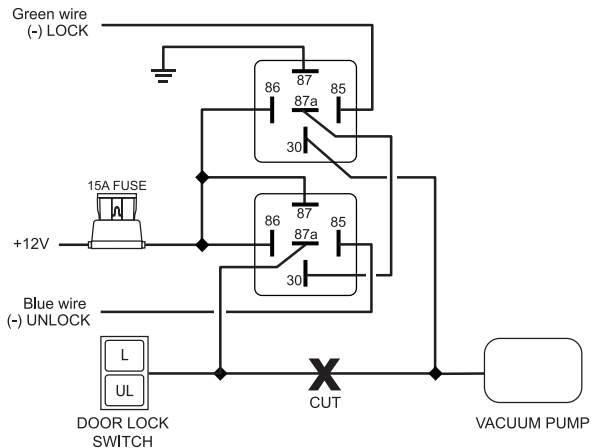 Green wire
(-) LOCK
87
86
87a
85
30
15A FUSE
+12V
87
86
87a
85
30
Blue wire
(-) UNLOCK
L
UL
DOOR LOCK
SWITCH
CUT
VACUUM PUMP